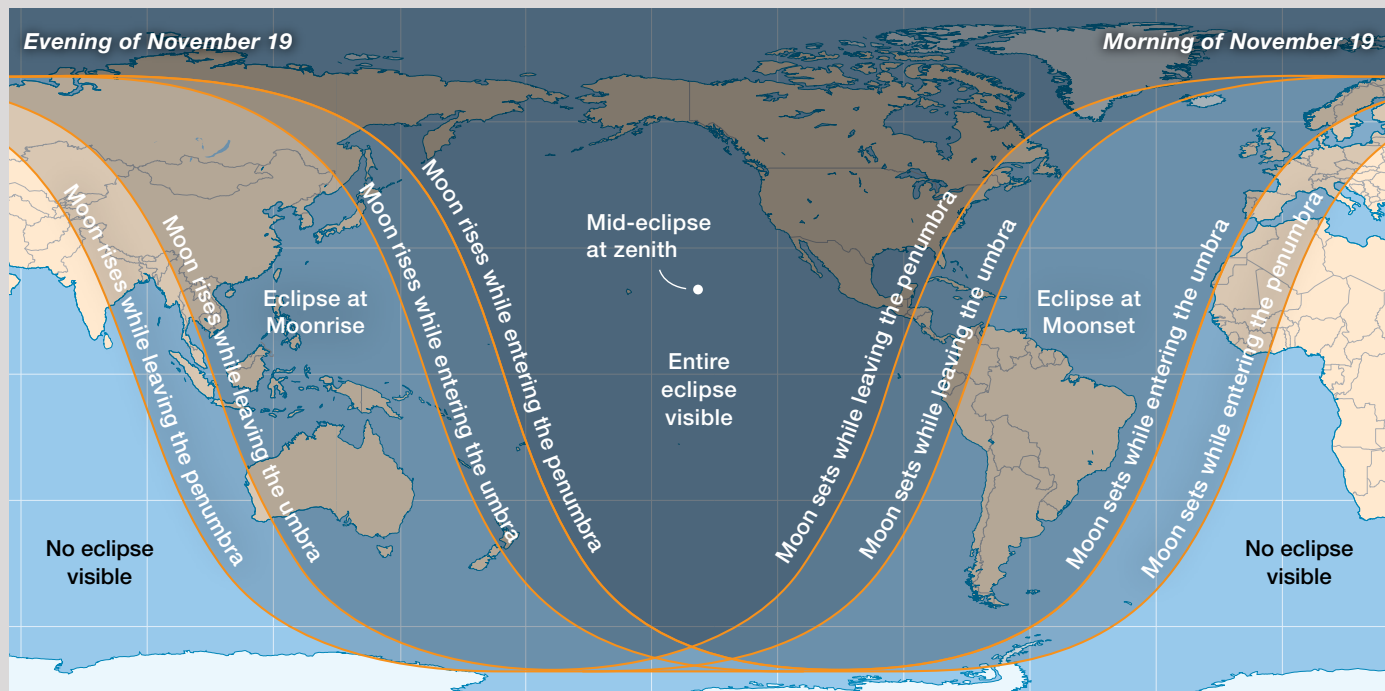 Evening of November 19
Morning of November 19
Moon rises while leaving the penumbra
Moon rises while leaving the umbra
Eclipse at
Moonrise
Moon rises while entering the umbra
Moon rises while entering the penumbra
Mid-eclipse
at zenith
Entire
eclipse
visible
Moon sets while leaving the penumbra
Moon sets while leaving the umbra
Eclipse at
Moonset
Moon sets while entering the umbra
Moon sets while entering the penumbra
No eclipse
visible
No eclipse
visible